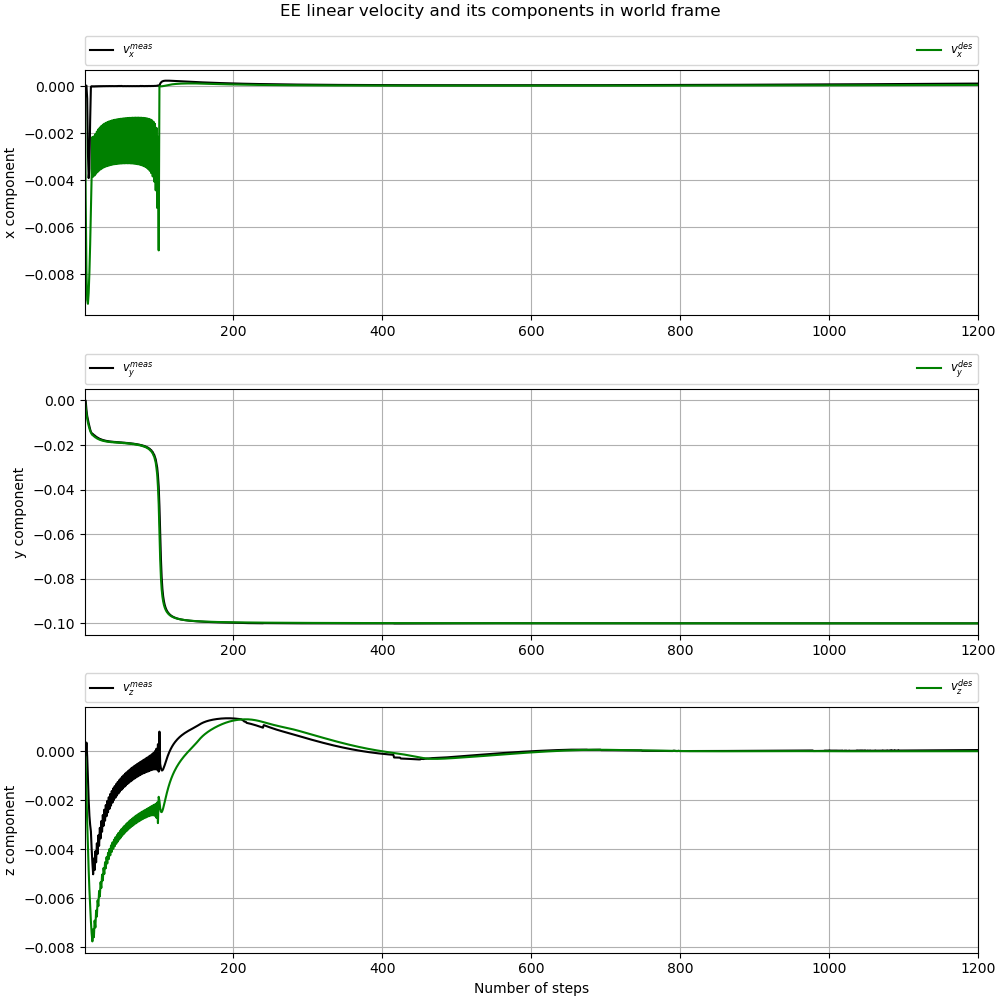 EE linear velocity and its components in world frame
v_x^meas v_x^des
0.000
−0.002
−0.004
−0.006
−0.008
x component
200 400 600 800 1000 1200
v_y^meas v_y^des
0.00
−0.02
−0.04
−0.06
−0.08
−0.10
y component
200 400 600 800 1000 1200
v_z^meas v_z^des
0.000
−0.002
−0.004
−0.006
−0.008
z component
200 400 600 800 1000 1200
Number of steps